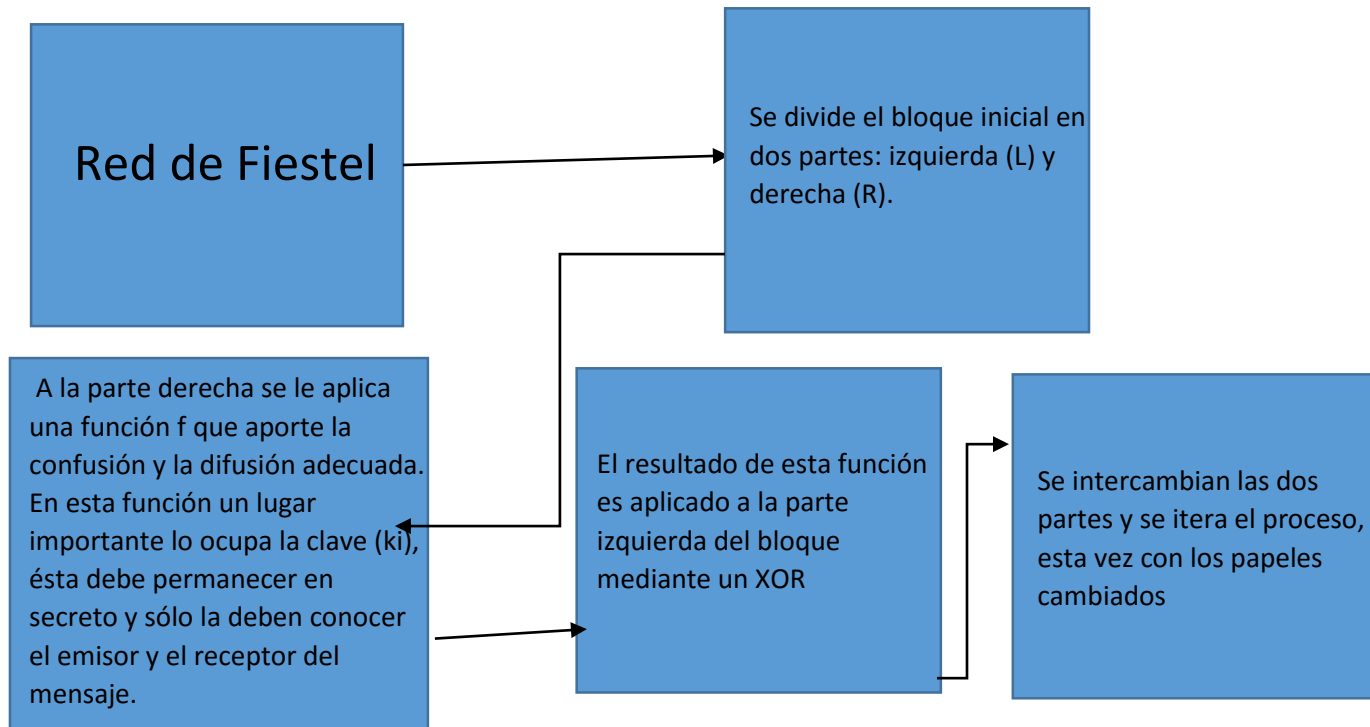 Red de Fiestel
Se divide el bloque inicial en
dos partes: izquierda (L) y
derecha (R).
A la parte derecha se le aplica
una función f que aporte la
confusión y la difusión adecuada.
En esta función un lugar
importante lo ocupa la clave (ki),
ésta debe permanecer en
secreto y sólo la deben conocer
el emisor y el receptor del
mensaje.
El resultado de esta función
es aplicado a la parte
izquierda del bloque
mediante un XOR
Se intercambian las dos
partes y se itera el proceso,
esta vez con los papeles
cambiados